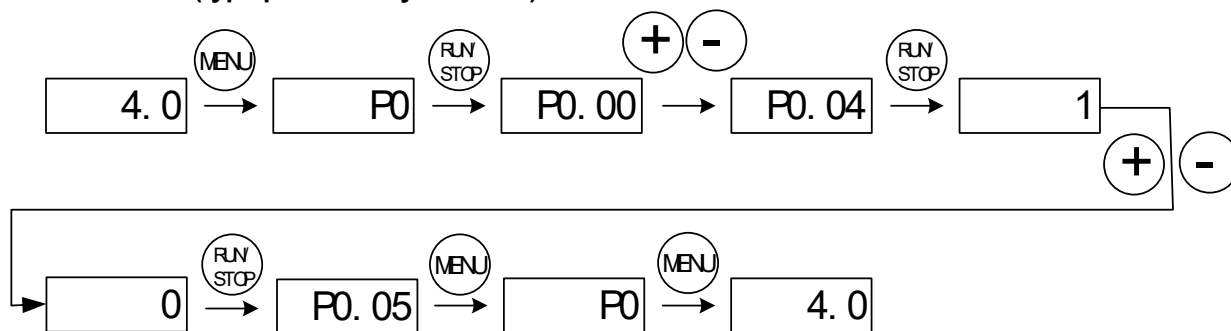 MENU RUN/ STOP + - RUN/ STOP
4. 0 P0 P0. 00 P0. 04 1
+ -
RUN/ STOP MENU MENU
0 P0. 05 P0 4. 0